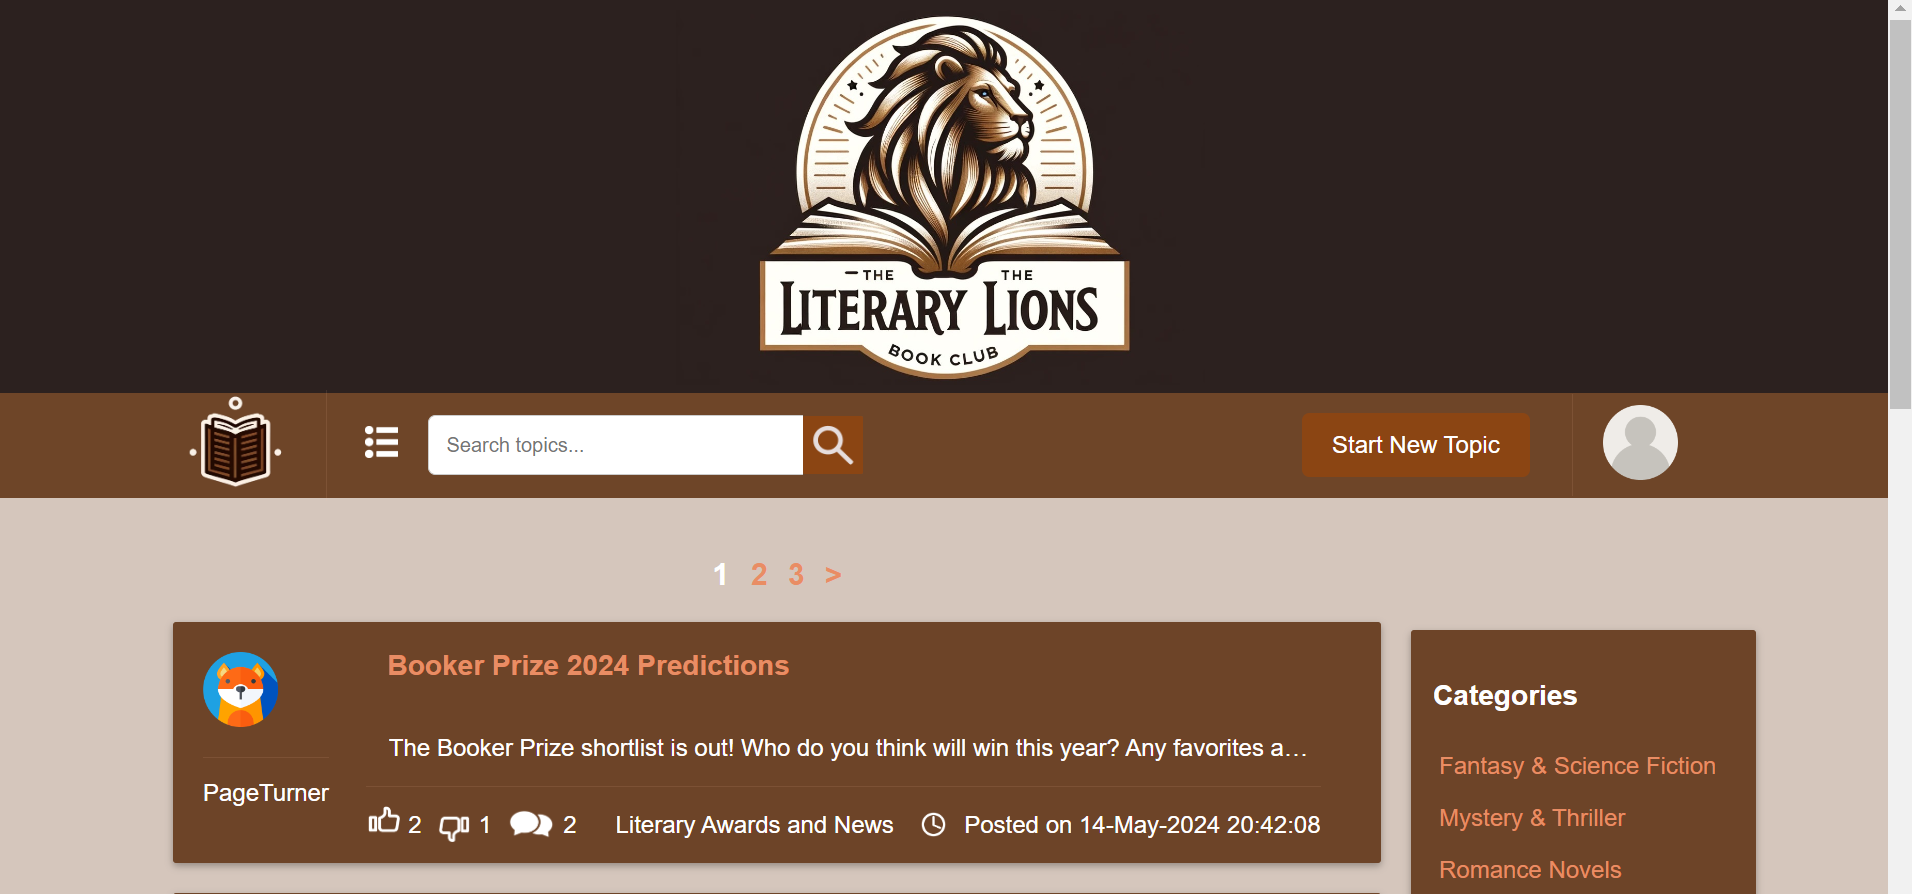 THE THE
LITERARY LIONS
BOOK CLUB
Search topics...
Start New Topic
1 2 3 >
Booker Prize 2024 Predictions
The Booker Prize shortlist is out! Who do you think will win this year? Any favorites a...
PageTurner
2 1 2 Literary Awards and News Posted on 14-May-2024 20:42:08
Categories
Fantasy & Science Fiction
Mystery & Thriller
Romance Novels